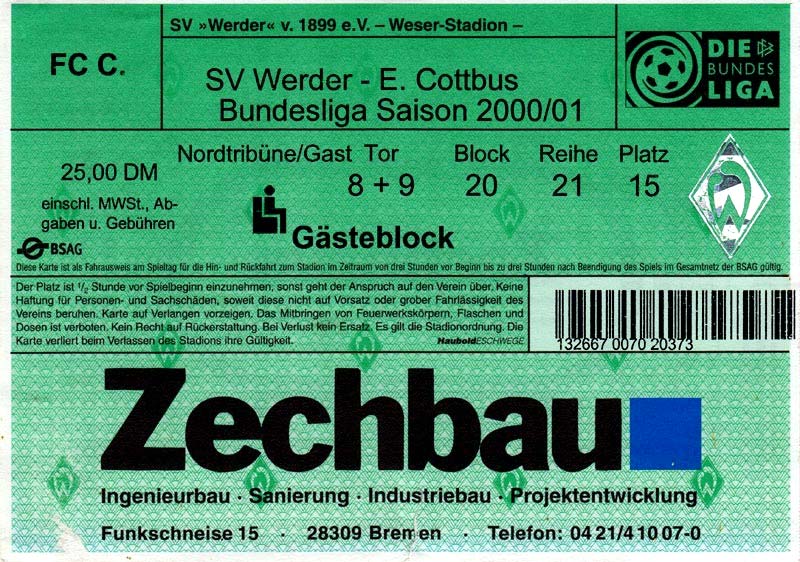 FC C.
SV »Werder« v. 1899 e.V. – Weser-Stadion –
SV Werder - E. Cottbus
Bundesliga Saison 2000/01
DIE
BUNDES
LIGA
25,00 DM
einschl. MWSt., Ab-
gaben u. Gebühren
BSAG
Nordtribüne/Gast Tor Block Reihe Platz
8 + 9 20 21 15
Gästeblock
Diese Karte ist als Fahrausweis am Spieltag für die Hin- und Rückfahrt zum Stadion im Zeitraum von drei Stunden vor Beginn bis zu drei Stunden nach Beendigung des Spiels im Gesamtnetz der BSAG gültig.
Der Platz ist ½ Stunde vor Spielbeginn einzunehmen, sonst geht der Anspruch auf den Verein über. Keine
Haftung für Personen- und Sachschäden, soweit diese nicht auf Vorsatz oder grober Fahrlässigkeit des
Vereins beruhen. Karte auf Verlangen vorzeigen. Das Mitbringen von Feuerwerkskörpern, Flaschen und
Dosen ist verboten. Kein Recht auf Rückerstattung. Bei Verlust kein Ersatz. Es gilt die Stadionordnung. Die
Karte verliert beim Verlassen des Stadions ihre Gültigkeit.
HauboldESCHWEGE
132667 0070 20373
Zechbau
Ingenieurbau · Sanierung · Industriebau · Projektentwicklung
Funkschneise 15 · 28309 Bremen · Telefon: 04 21/4 10 07-0